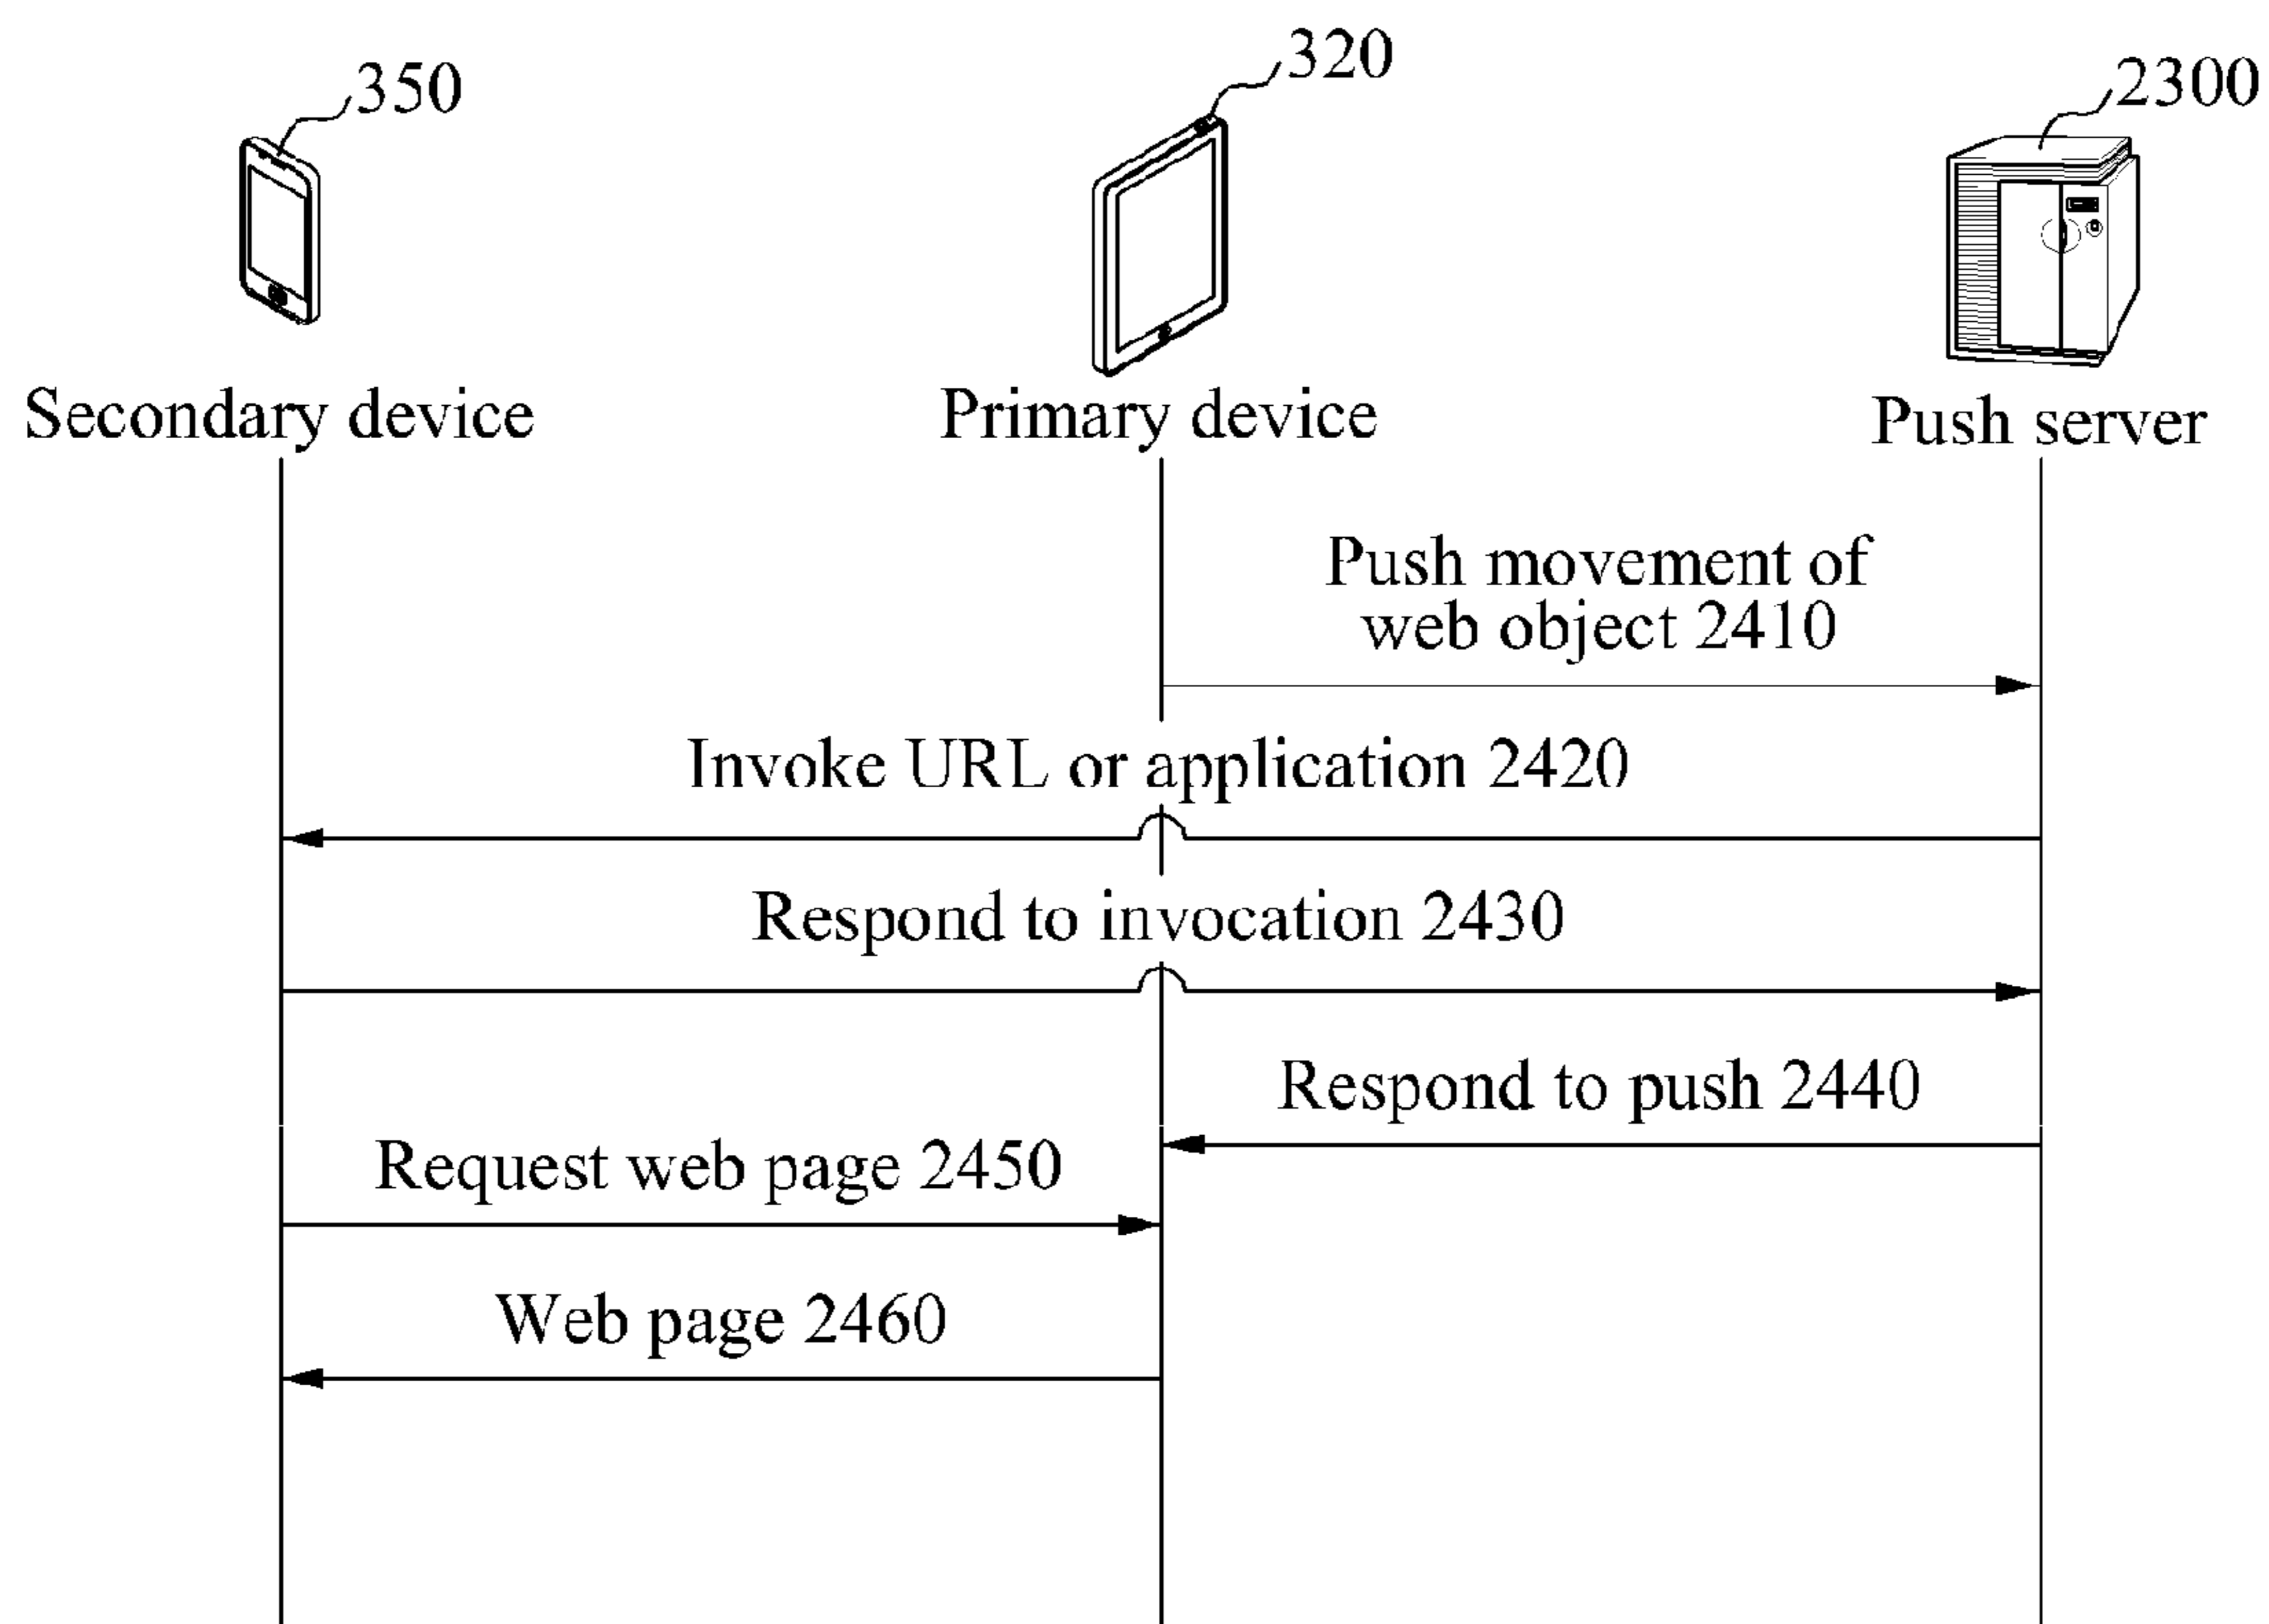 350
320
2300
Secondary device
Primary device
Push server
Push movement of
web object 2410
Invoke URL or application 2420
Respond to invocation 2430
Respond to push 2440
Request web page 2450
Web page 2460